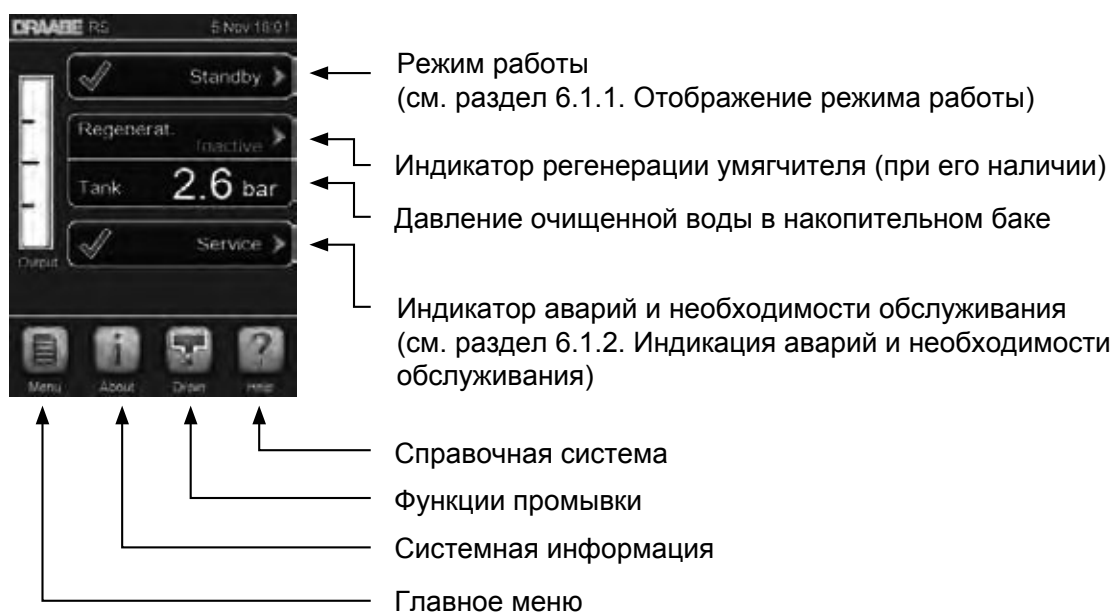 DRAABE RS 5 Nov 16:01
Standby
Regenerat.
Inactive
Tank 2.6 bar
Service
Output
Menu About Drain Help
Режим работы
(см. раздел 6.1.1. Отображение режима работы)
Индикатор регенерации умягчителя (при его наличии)
Давление очищенной воды в накопительном баке
Индикатор аварий и необходимости обслуживания
(см. раздел 6.1.2. Индикация аварий и необходимости
обслуживания)
Справочная система
Функции промывки
Системная информация
Главное меню